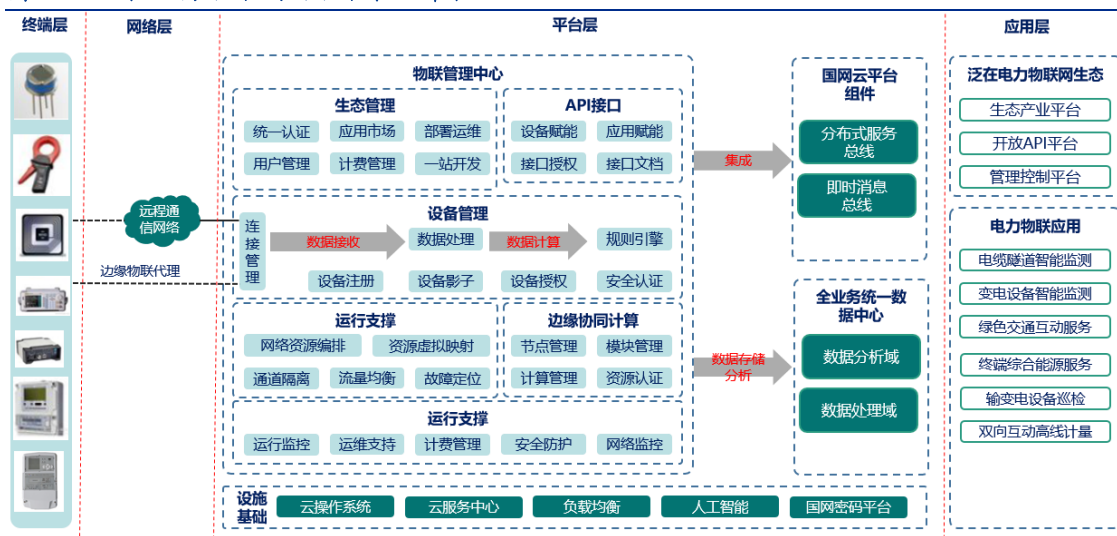 终端层
网络层
平台层
应用层
物联管理中心
生态管理
统一认证
应用市场
部署运维
用户管理
计费管理
一站开发
API接口
设备赋能
应用赋能
接口授权
接口文档
远程通
信网络
边缘物联代理
设备管理
连
接
管
理
数据接收
数据处理
数据计算
规则引擎
设备注册
设备影子
设备授权
安全认证
运行支撑
网络资源编排
资源虚拟映射
通道隔离
流量均衡
故障定位
边缘协同计算
节点管理
模块管理
计算管理
资源认证
运行支撑
运行监控
运维支持
计费管理
安全防护
网络监控
集成
数据存储
分析
国网云平台
组件
分布式服务
总线
即时消息
总线
全业务统一数
据中心
数据分析域
数据处理域
设施
基础
云操作系统
云服务中心
负载均衡
人工智能
国网密码平台
泛在电力物联网生态
生态产业平台
开放API平台
管理控制平台
电力物联应用
电缆隧道智能监测
变电设备智能监测
绿色交通互动服务
终端综合能源服务
输变电设备巡检
双向互动高线计量